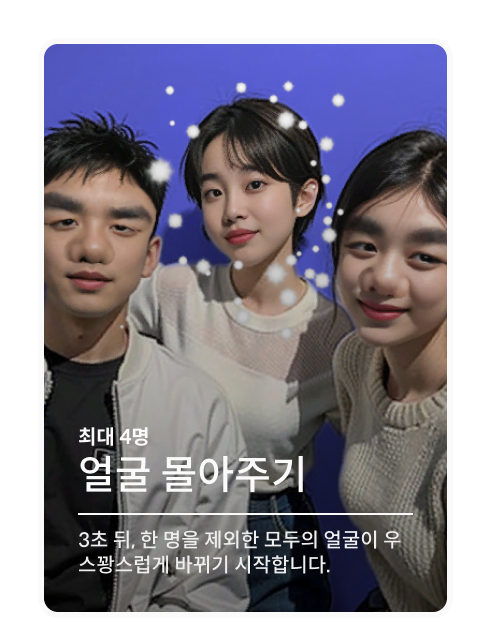 최대 4명
얼굴 몰아주기
3초 뒤, 한 명을 제외한 모두의 얼굴이 우
스꽝스럽게 바뀌기 시작합니다.